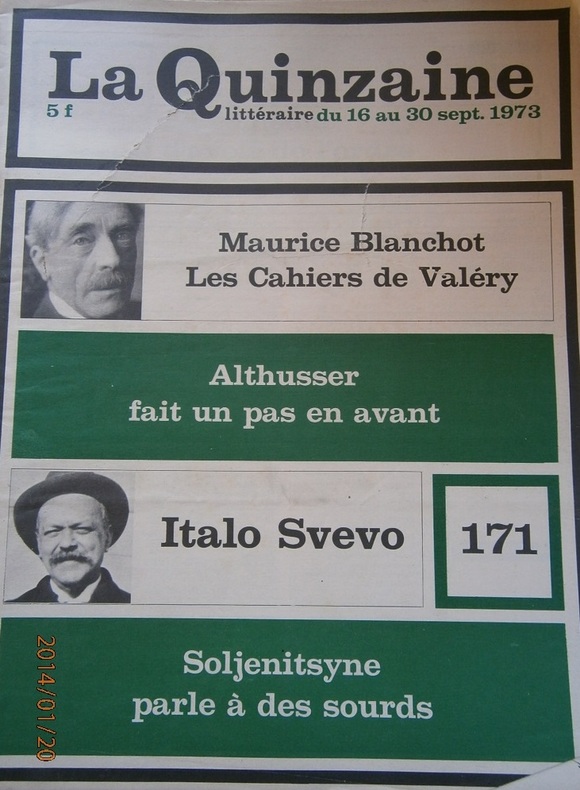 La Quinzaine
5 f
littéraire du 16 au 30 sept. 1973
Maurice Blanchot
Les Cahiers de Valéry
Althusser
fait un pas en avant
Italo Svevo
171
Soljenitsyne
parle à des sourds
2014/01/20